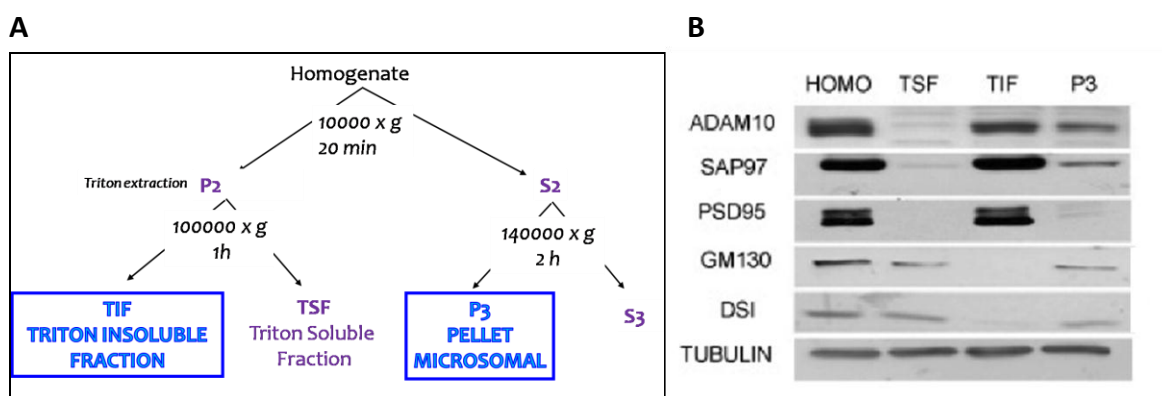 A
B
Homogenate
10000 x g
20 min
Triton extraction
P2
S2
100000 x g
1h
140000 x g
2 h
TIF
TRITON INSOLUBLE
FRACTION
TSF
Triton Soluble
Fraction
P3
PELLET
MICROSOMAL
S3
HOMO TSF TIF P3
ADAM10
SAP97
PSD95
GM130
DSI
TUBULIN